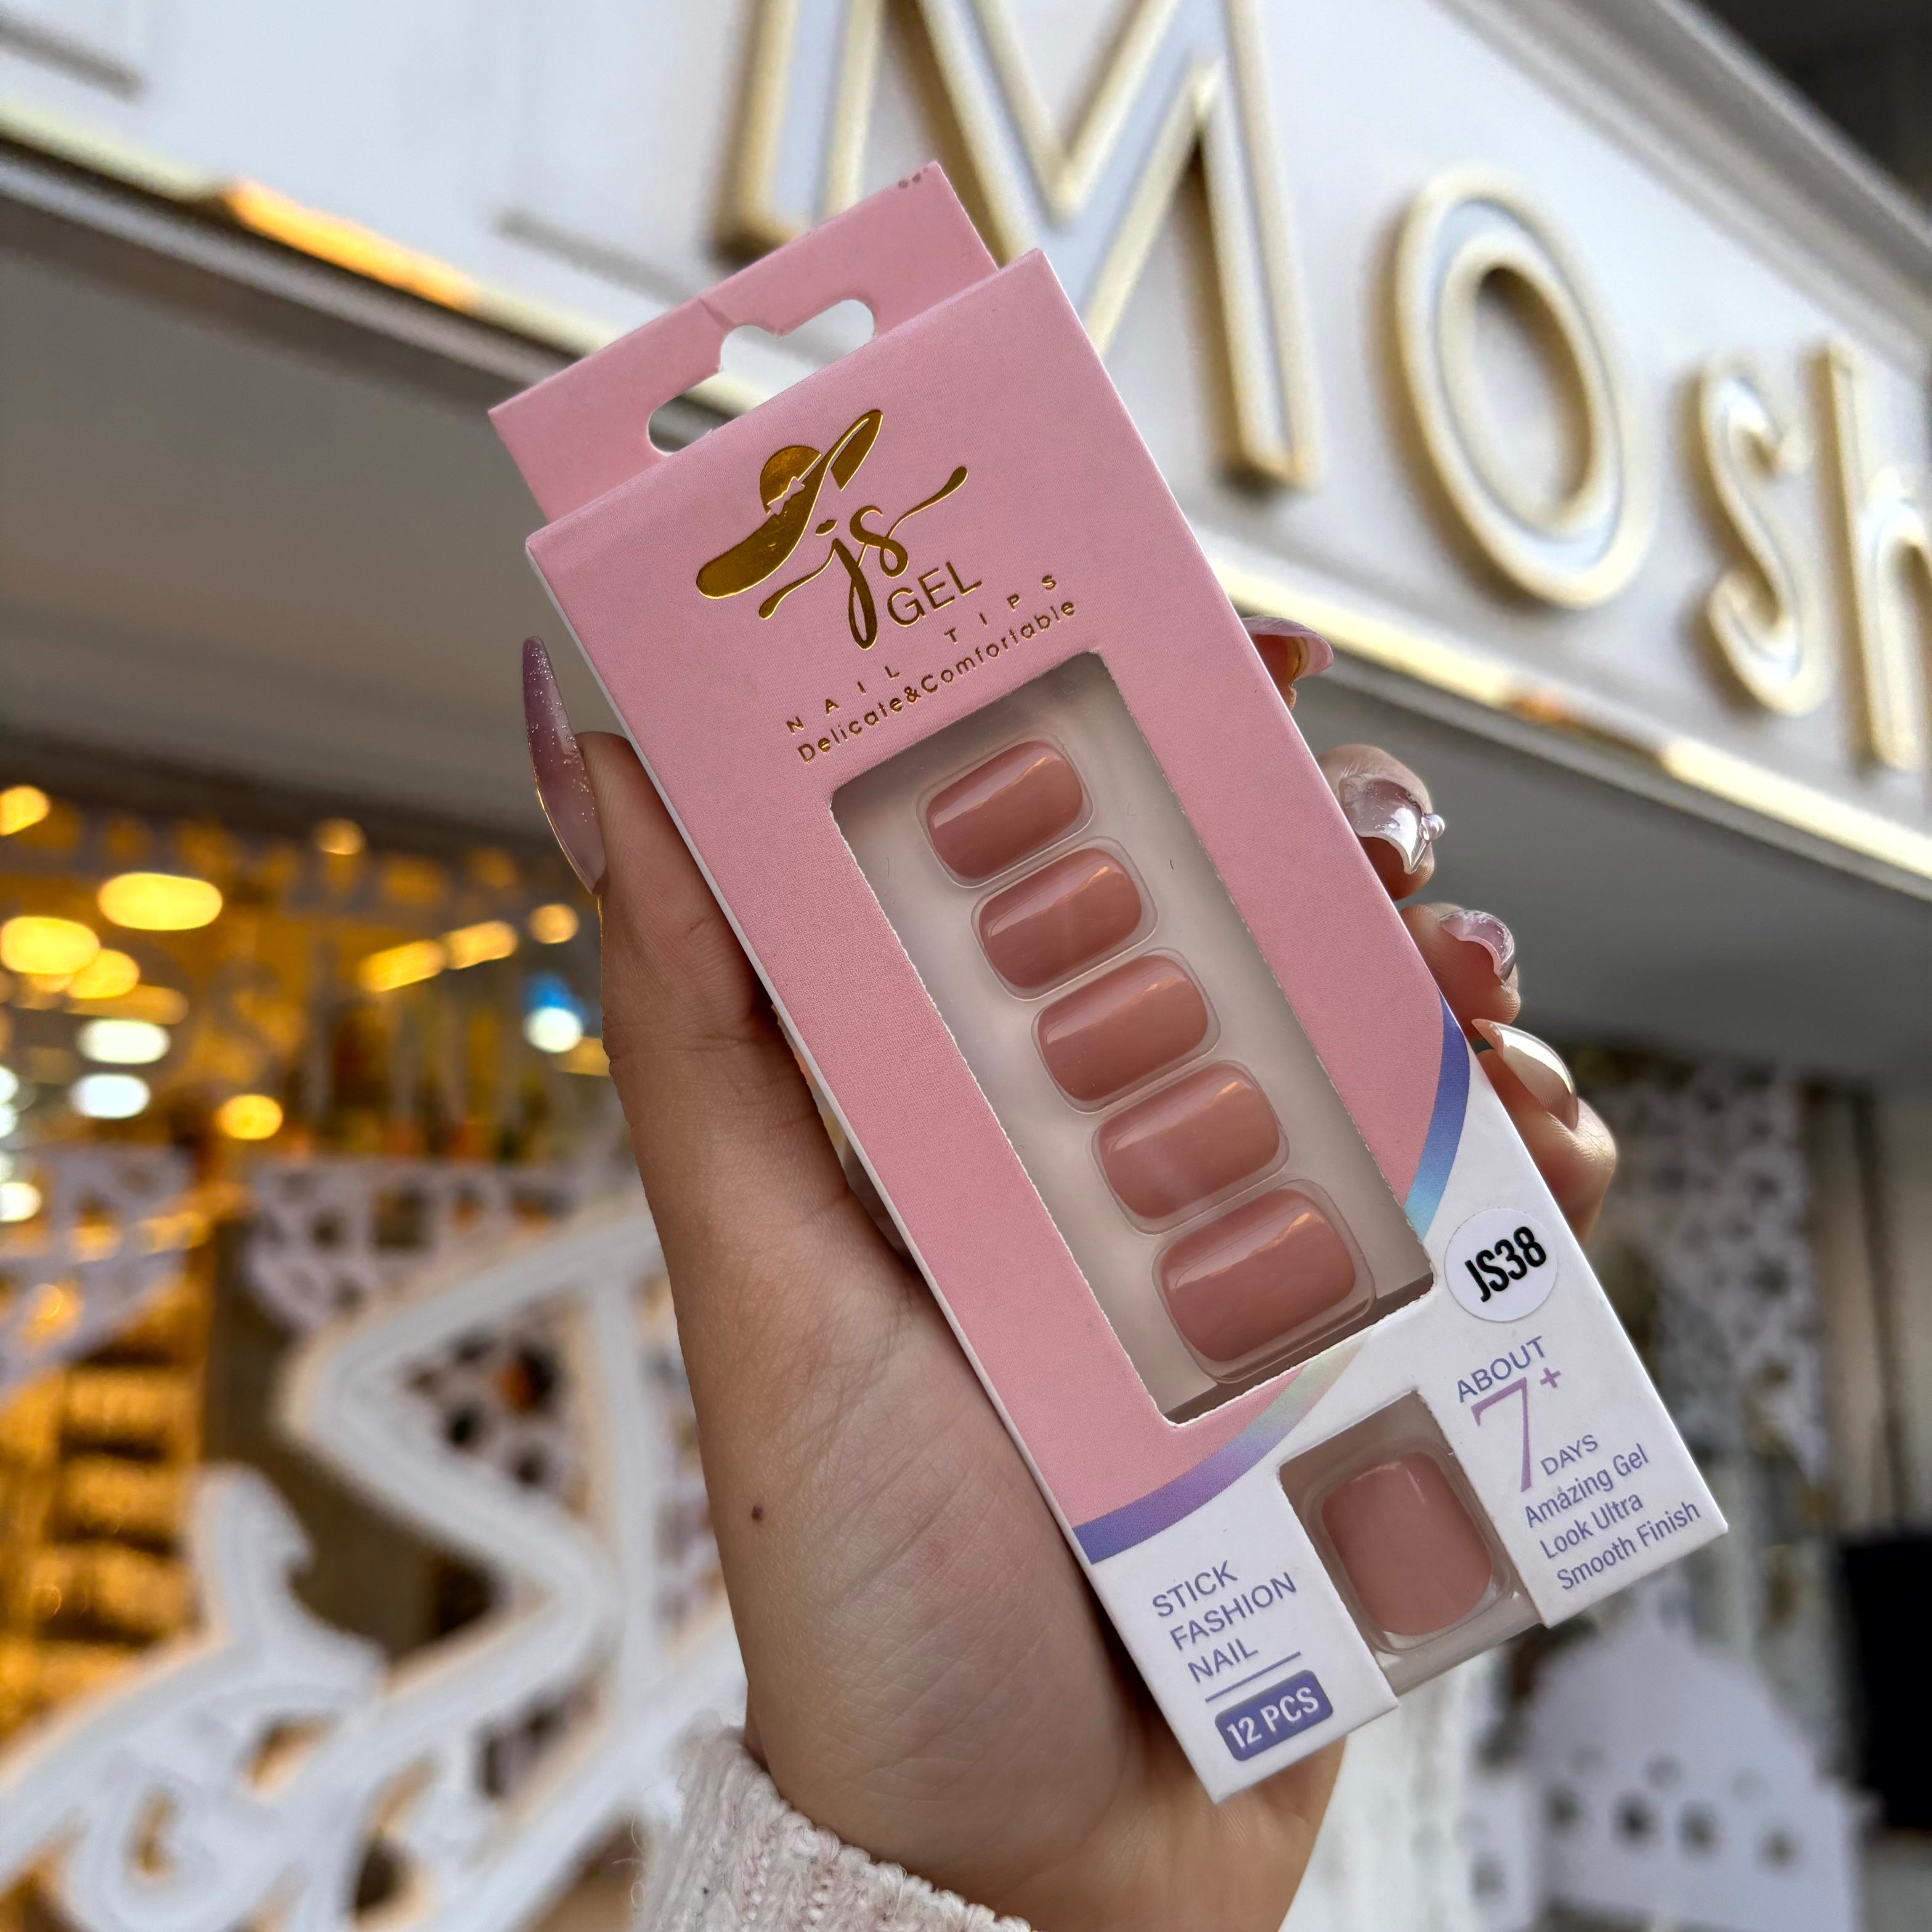 Mosh
js
GEL
NAIL TIPS
Delicate&Comfortable
JS38
ABOUT
7+
DAYS
Amazing Gel
Look Ultra
Smooth Finish
STICK
FASHION
NAIL
12 PCS